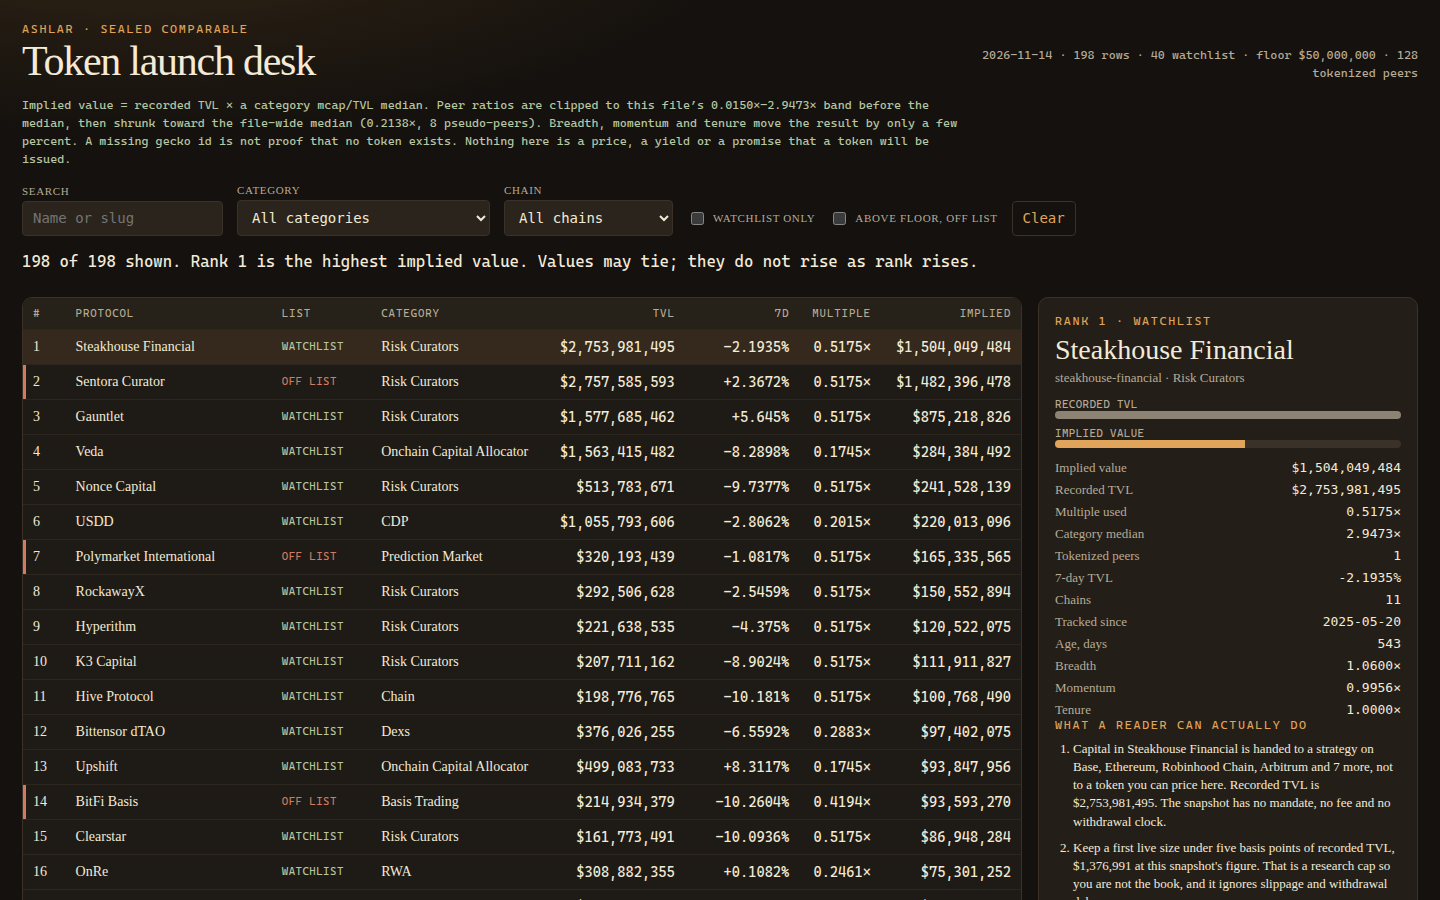 ASHLAR · SEALED COMPARABLE
Token launch desk
2026-11-14 · 198 rows · 40 watchlist · floor $50,000,000 · 128
tokenized peers
Implied value = recorded TVL × a category mcap/TVL median. Peer ratios are clipped to this file's 0.0150×–2.9473× band before the
median, then shrunk toward the file-wide median (0.2138×, 8 pseudo-peers). Breadth, momentum and tenure move the result by only a few
percent. A missing gecko id is not proof that no token exists. Nothing here is a price, a yield or a promise that a token will be
issued.
SEARCH CATEGORY CHAIN
Name or slug All categories All chains WATCHLIST ONLY ABOVE FLOOR, OFF LIST Clear
198 of 198 shown. Rank 1 is the highest implied value. Values may tie; they do not rise as rank rises.
# PROTOCOL LIST CATEGORY TVL 7D MULTIPLE IMPLIED
1 Steakhouse Financial WATCHLIST Risk Curators $2,753,981,495 −2.1935% 0.5175× $1,504,049,484
2 Sentora Curator OFF LIST Risk Curators $2,757,585,593 +2.3672% 0.5175× $1,482,396,478
3 Gauntlet WATCHLIST Risk Curators $1,577,685,462 +5.645% 0.5175× $875,218,826
4 Veda WATCHLIST Onchain Capital Allocator $1,563,415,482 −8.2898% 0.1745× $284,384,492
5 Nonce Capital WATCHLIST Risk Curators $513,783,671 −9.7377% 0.5175× $241,528,139
6 USDD WATCHLIST CDP $1,055,793,606 −2.8062% 0.2015× $220,013,096
7 Polymarket International OFF LIST Prediction Market $320,193,439 −1.0817% 0.5175× $165,335,565
8 RockawayX WATCHLIST Risk Curators $292,506,628 −2.5459% 0.5175× $150,552,894
9 Hyperithm WATCHLIST Risk Curators $221,638,535 −4.375% 0.5175× $120,522,075
10 K3 Capital WATCHLIST Risk Curators $207,711,162 −8.9024% 0.5175× $111,911,827
11 Hive Protocol WATCHLIST Chain $198,776,765 −10.181% 0.5175× $100,768,490
12 Bittensor dTAO WATCHLIST Dexs $376,026,255 −6.5592% 0.2883× $97,402,075
13 Upshift WATCHLIST Onchain Capital Allocator $499,083,733 +8.3117% 0.1745× $93,847,956
14 BitFi Basis OFF LIST Basis Trading $214,934,379 −10.2604% 0.4194× $93,593,270
15 Clearstar WATCHLIST Risk Curators $161,773,491 −10.0936% 0.5175× $86,948,284
16 OnRe WATCHLIST RWA $308,882,355 +0.1082% 0.2461× $75,301,252
RANK 1 · WATCHLIST
Steakhouse Financial
steakhouse-financial · Risk Curators
RECORDED TVL
IMPLIED VALUE
Implied value $1,504,049,484
Recorded TVL $2,753,981,495
Multiple used 0.5175×
Category median 2.9473×
Tokenized peers 1
7-day TVL -2.1935%
Chains 11
Tracked since 2025-05-20
Age, days 543
Breadth 1.0600×
Momentum 0.9956×
Tenure 1.0000×
WHAT A READER CAN ACTUALLY DO
1. Capital in Steakhouse Financial is handed to a strategy on
Base, Ethereum, Robinhood Chain, Arbitrum and 7 more, not
to a token you can price here. Recorded TVL is
$2,753,981,495. The snapshot has no mandate, no fee and no
withdrawal clock.
2. Keep a first live size under five basis points of recorded TVL,
$1,376,991 at this snapshot's figure. That is a research cap so
you are not the book, and it ignores slippage and withdrawal